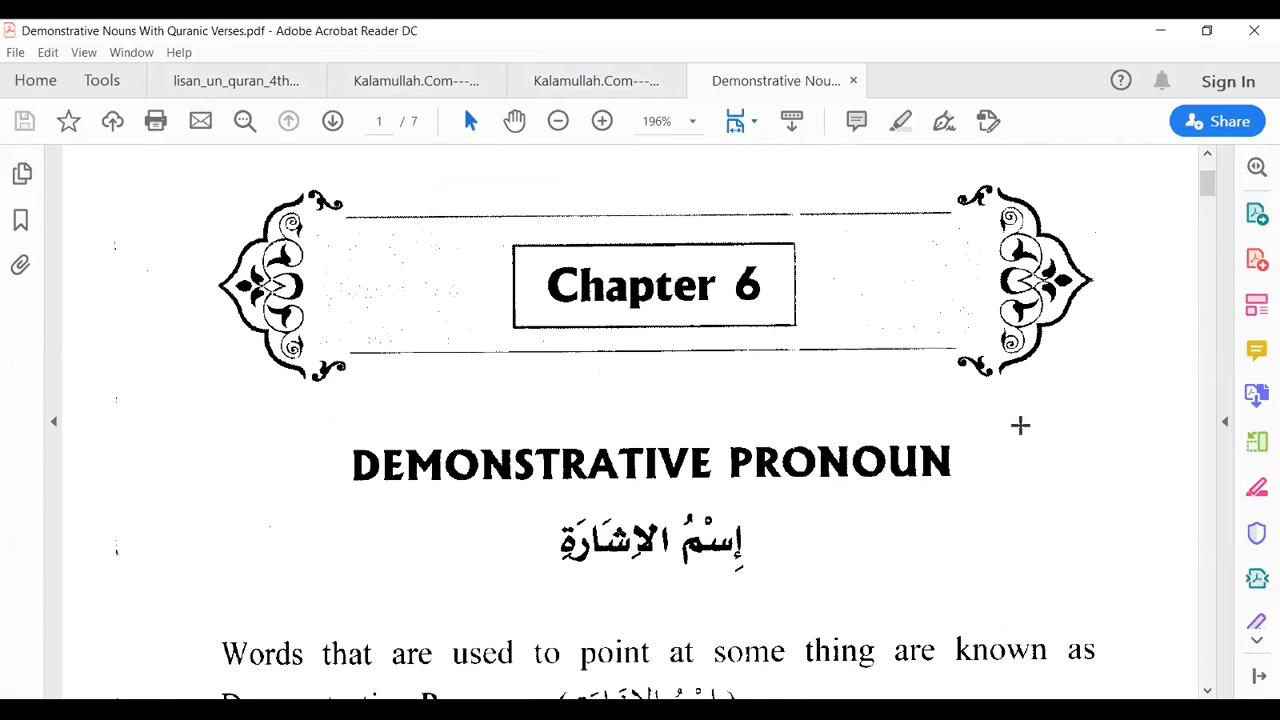 Demonstrative Nouns With Quranic Verses.pdf - Adobe Acrobat Reader DC
File Edit View Window Help
Home Tools lisan_un_quran_4th... Kalamullah.Com---... Kalamullah.Com---... Demonstrative Nou... Sign In
1 / 7 196% Share
Chapter 6
DEMONSTRATIVE PRONOUN
إِسْمُ الاِشَارَةِ
Words that are used to point at some thing are known as